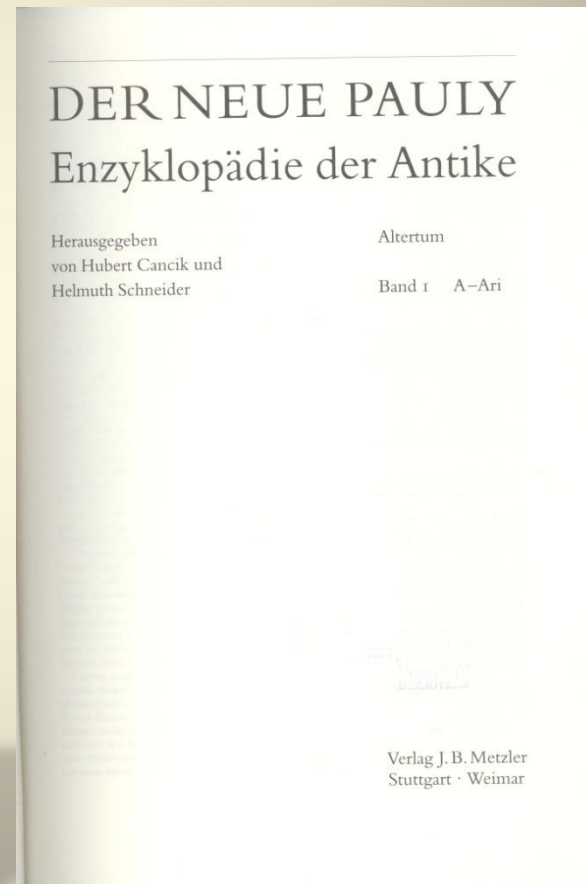 DER NEUE PAULY
Enzyklopädie der Antike
Herausgegeben
von Hubert Cancik und
Helmuth Schneider
Altertum
Band 1 A–Ari
Verlag J. B. Metzler
Stuttgart · Weimar